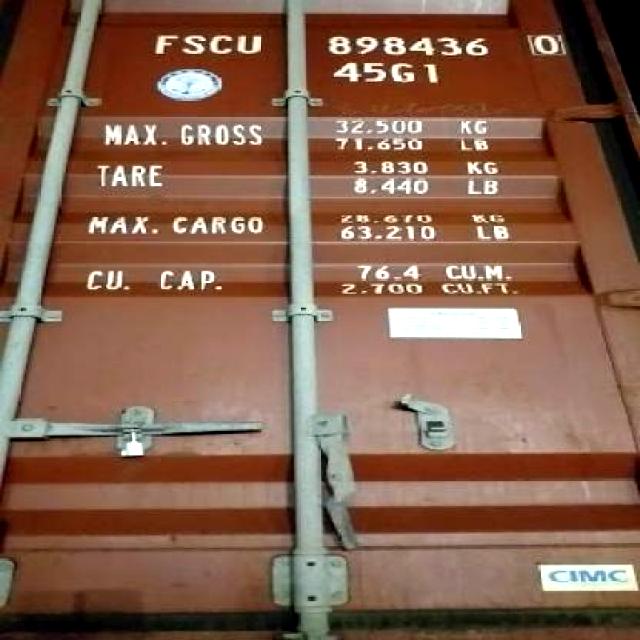 FSCU 898436 0
45G1
MAX. GROSS 32.500 KG
71.650 LB
TARE 3.830 KG
8.440 LB
MAX. CARGO 28.670 KG
63.210 LB
CU. CAP. 76.4 CU.M.
2.700 CU.FT.
CIMC